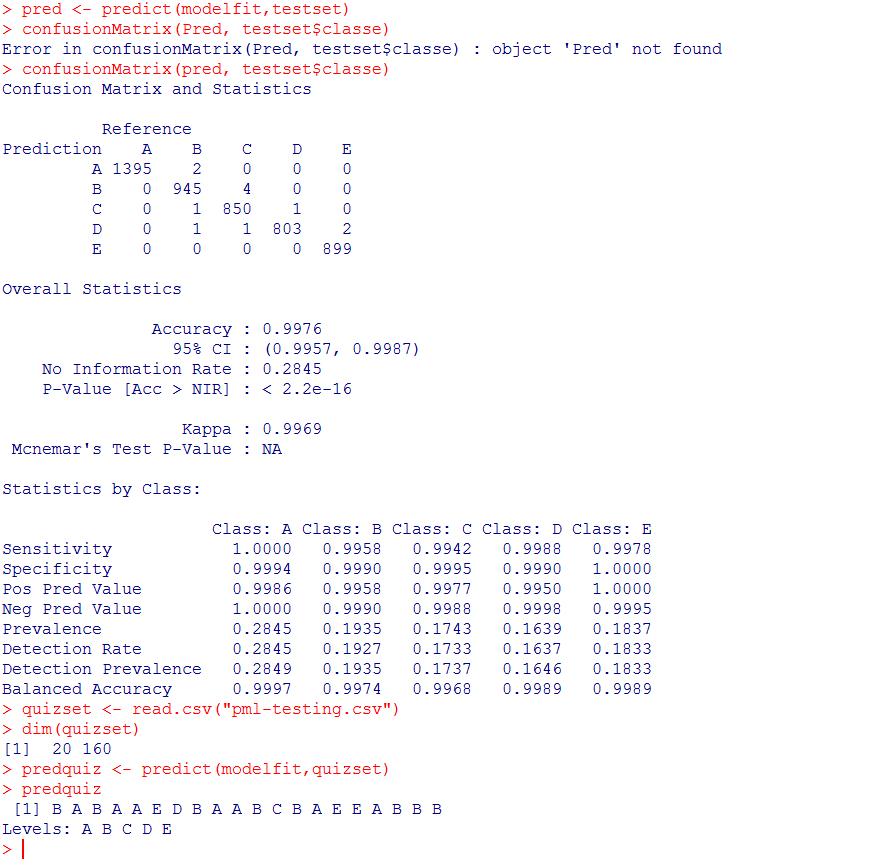 > pred <- predict(modelfit,testset)
> confusionMatrix(Pred, testset$classe)
Error in confusionMatrix(Pred, testset$classe) : object 'Pred' not found
> confusionMatrix(pred, testset$classe)
Confusion Matrix and Statistics
Reference
Prediction A B C D E
A 1395 2 0 0 0
B 0 945 4 0 0
C 0 1 850 1 0
D 0 1 1 803 2
E 0 0 0 0 899
Overall Statistics
Accuracy : 0.9976
95% CI : (0.9957, 0.9987)
No Information Rate : 0.2845
P-Value [Acc > NIR] : < 2.2e-16
Kappa : 0.9969
Mcnemar's Test P-Value : NA
Statistics by Class:
Class: A Class: B Class: C Class: D Class: E
Sensitivity 1.0000 0.9958 0.9942 0.9988 0.9978
Specificity 0.9994 0.9990 0.9995 0.9990 1.0000
Pos Pred Value 0.9986 0.9958 0.9977 0.9950 1.0000
Neg Pred Value 1.0000 0.9990 0.9988 0.9998 0.9995
Prevalence 0.2845 0.1935 0.1743 0.1639 0.1837
Detection Rate 0.2845 0.1927 0.1733 0.1637 0.1833
Detection Prevalence 0.2849 0.1935 0.1737 0.1646 0.1833
Balanced Accuracy 0.9997 0.9974 0.9968 0.9989 0.9989
> quizset <- read.csv("pml-testing.csv")
> dim(quizset)
[1] 20 160
> predquiz <- predict(modelfit,quizset)
> predquiz
[1] B A B A A E D B A A B C B A E E A B B B
Levels: A B C D E
>